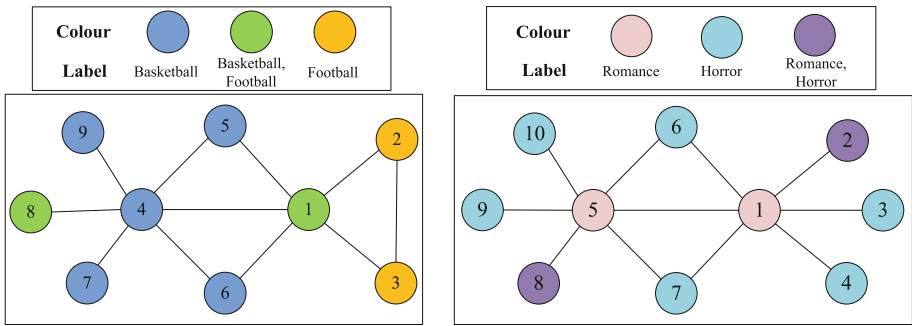 Colour
Label
Basketball
Basketball,
Football
Football
9
5
2
8
4
1
7
6
3
Colour
Label
Romance
Horror
Romance,
Horror
10
6
2
9
5
1
3
8
7
4